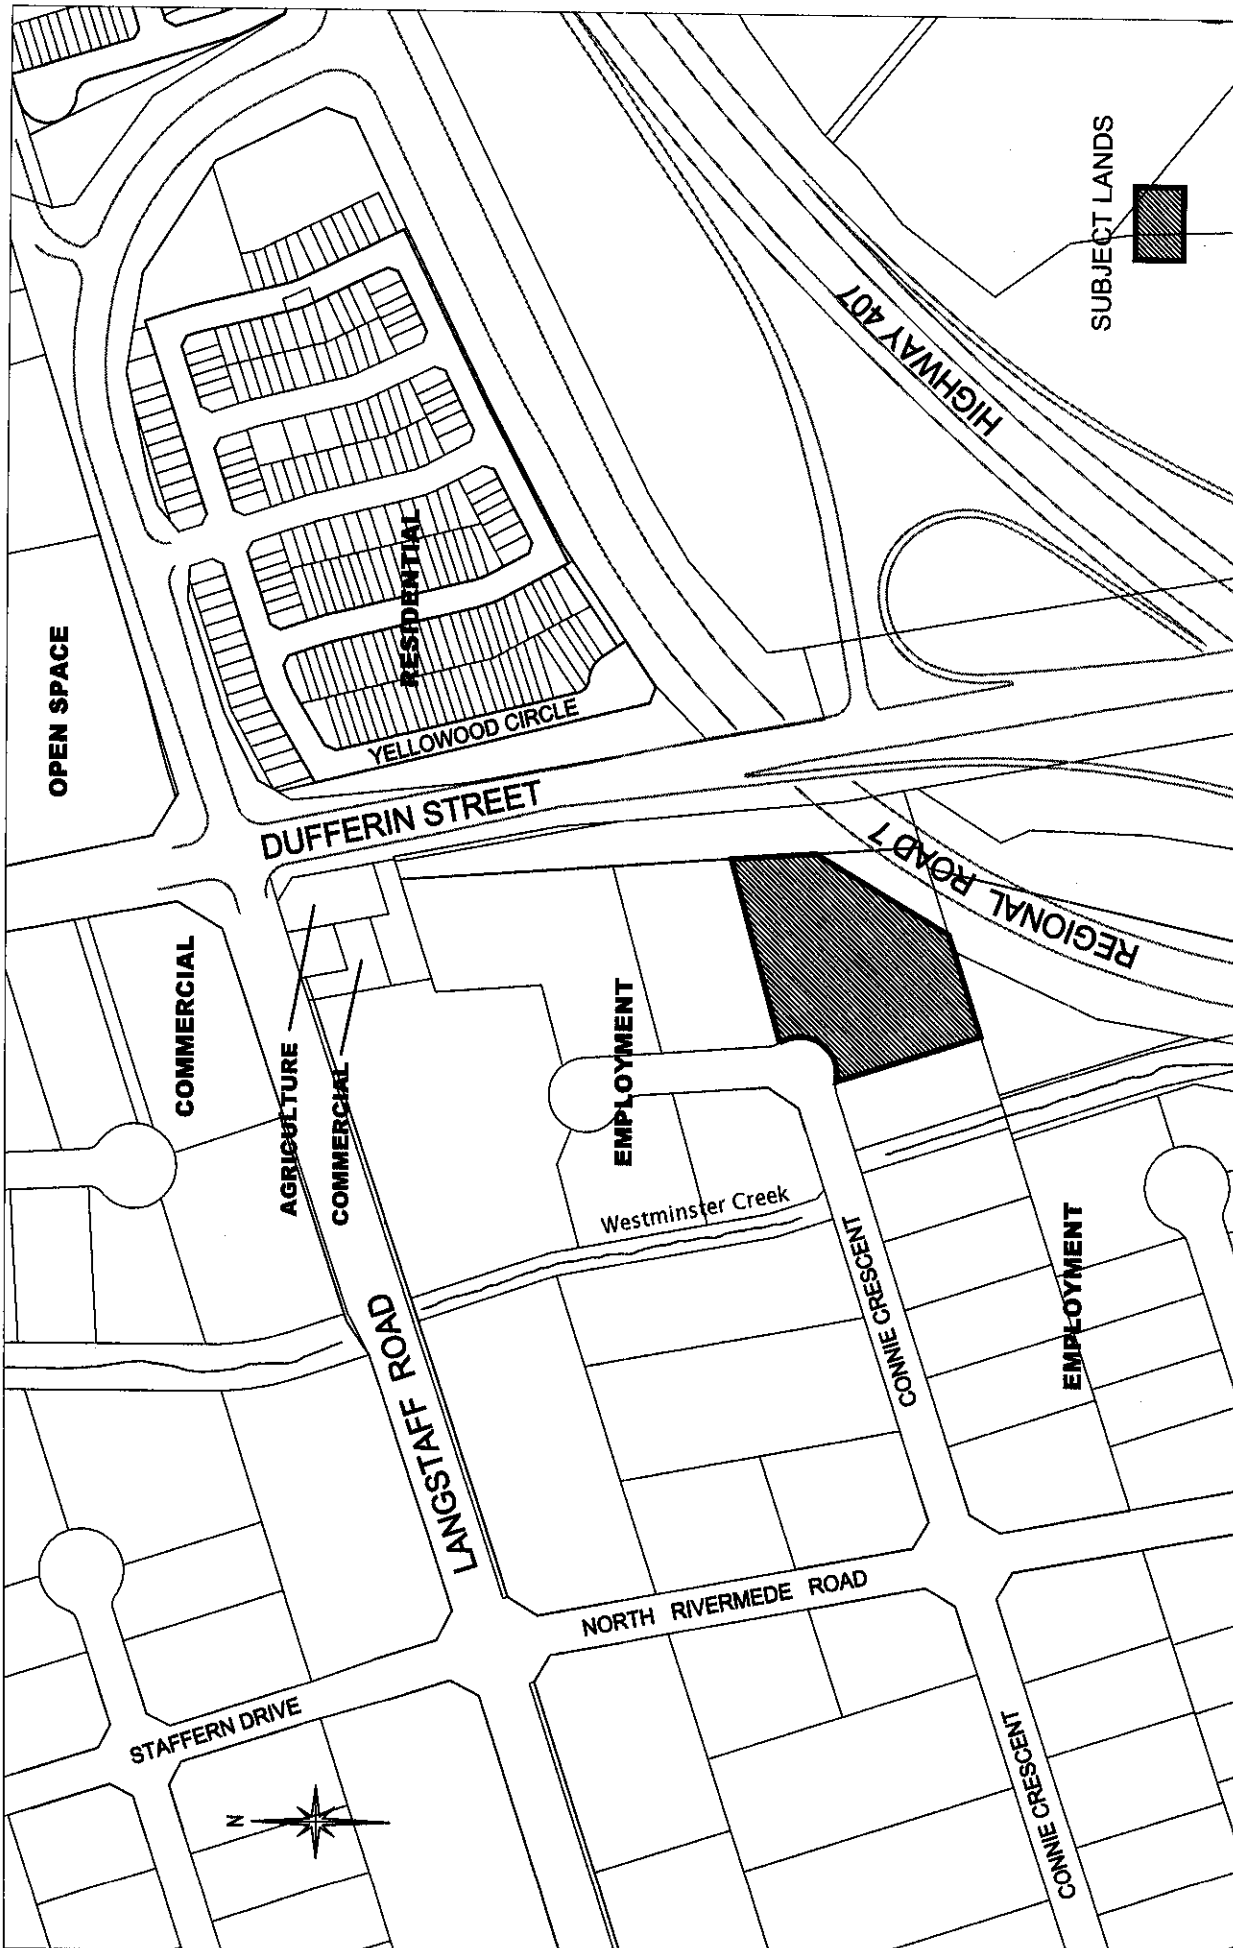 SUBJECT LANDS
HIGHWAY 407
OPEN SPACE
RESIDENTIAL
YELLOWOOD CIRCLE
DUFFERIN STREET
REGIONAL ROAD 7
COMMERCIAL
AGRICULTURE
COMMERCIAL
EMPLOYMENT
Westminster Creek
CONNIE CRESCENT
EMPLOYMENT
LANGSTAFF ROAD
NORTH RIVERMEDE ROAD
STAFFERN DRIVE
CONNIE CRESCENT
N